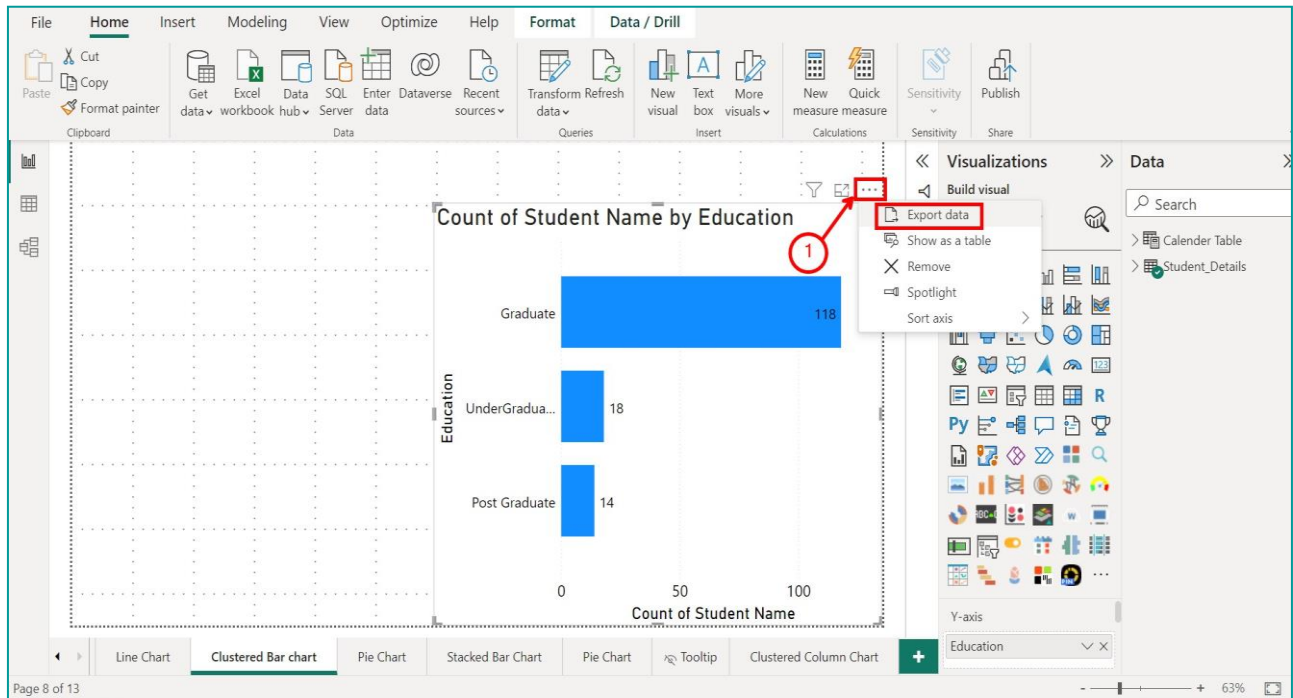 File Home Insert Modeling View Optimize Help Format Data / Drill
Paste
Cut
Copy
Format painter
Get data
Excel workbook
Data hub
SQL Server
Enter data
Dataverse
Recent sources
Transform data
Refresh
New visual
Text box
More visuals
New measure
Quick measure
Sensitivity
Publish
Clipboard Data Queries Insert Calculations Sensitivity Share
Visualizations
Data
Build visual
Search
Calender Table
Student_Details
Export data
Show as a table
Remove
Spotlight
Sort axis
1
Count of Student Name by Education
Graduate 118
UnderGradua... 18
Post Graduate 14
Education
0 50 100
Count of Student Name
123
R
Py
Y-axis
Education
Line Chart Clustered Bar chart Pie Chart Stacked Bar Chart Pie Chart Tooltip Clustered Column Chart +
Page 8 of 13
- + 63%